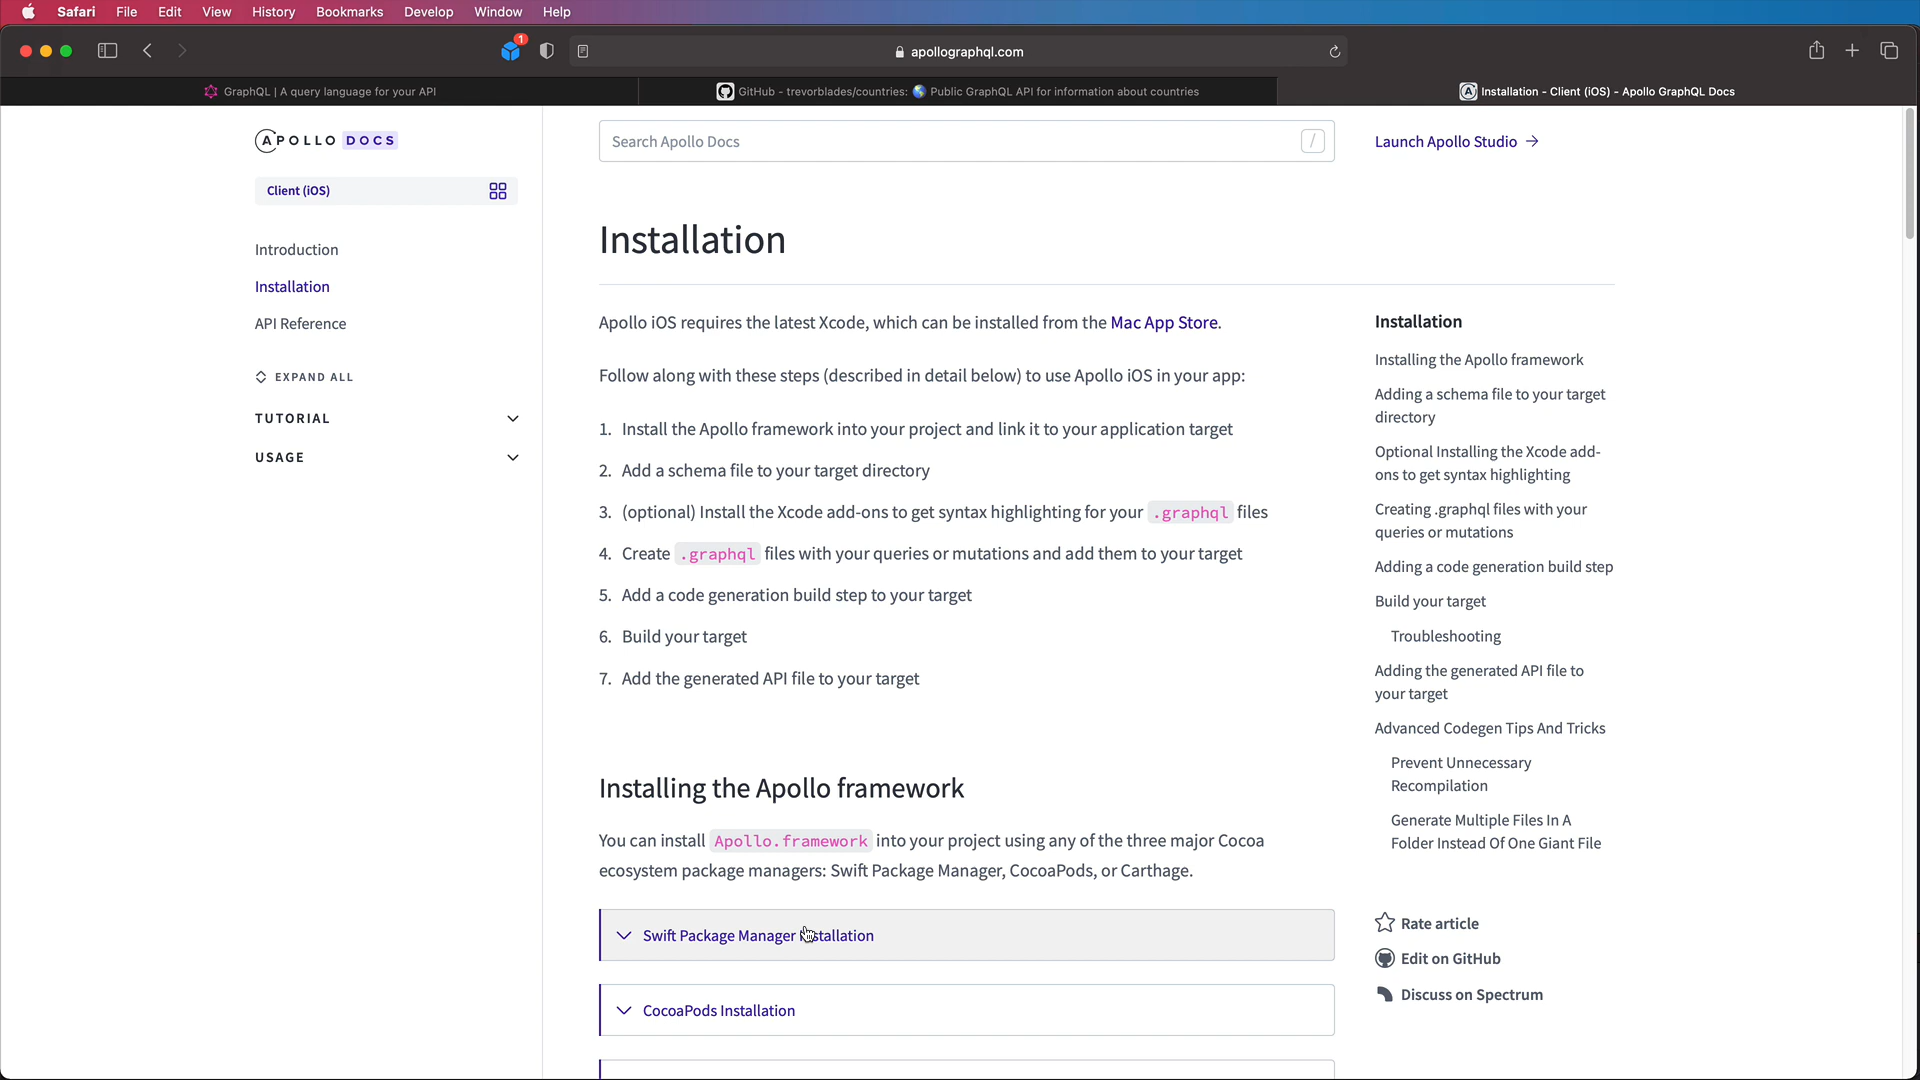 Safari File Edit View History Bookmarks Develop Window Help
1
apollographql.com
GraphQL | A query language for your API
GitHub - trevorblades/countries: 🌎 Public GraphQL API for information about countries
Installation - Client (iOS) - Apollo GraphQL Docs
APOLLO DOCS
Search Apollo Docs /
Launch Apollo Studio →
Client (iOS)
Introduction
Installation
API Reference
EXPAND ALL
TUTORIAL
USAGE
Installation
Apollo iOS requires the latest Xcode, which can be installed from the Mac App Store.
Follow along with these steps (described in detail below) to use Apollo iOS in your app:
1. Install the Apollo framework into your project and link it to your application target
2. Add a schema file to your target directory
3. (optional) Install the Xcode add-ons to get syntax highlighting for your .graphql files
4. Create .graphql files with your queries or mutations and add them to your target
5. Add a code generation build step to your target
6. Build your target
7. Add the generated API file to your target
Installing the Apollo framework
You can install Apollo.framework into your project using any of the three major Cocoa
ecosystem package managers: Swift Package Manager, CocoaPods, or Carthage.
Swift Package Manager Installation
CocoaPods Installation
Installation
Installing the Apollo framework
Adding a schema file to your target
directory
Optional Installing the Xcode add-
ons to get syntax highlighting
Creating .graphql files with your
queries or mutations
Adding a code generation build step
Build your target
Troubleshooting
Adding the generated API file to
your target
Advanced Codegen Tips And Tricks
Prevent Unnecessary
Recompilation
Generate Multiple Files In A
Folder Instead Of One Giant File
Rate article
Edit on GitHub
Discuss on Spectrum